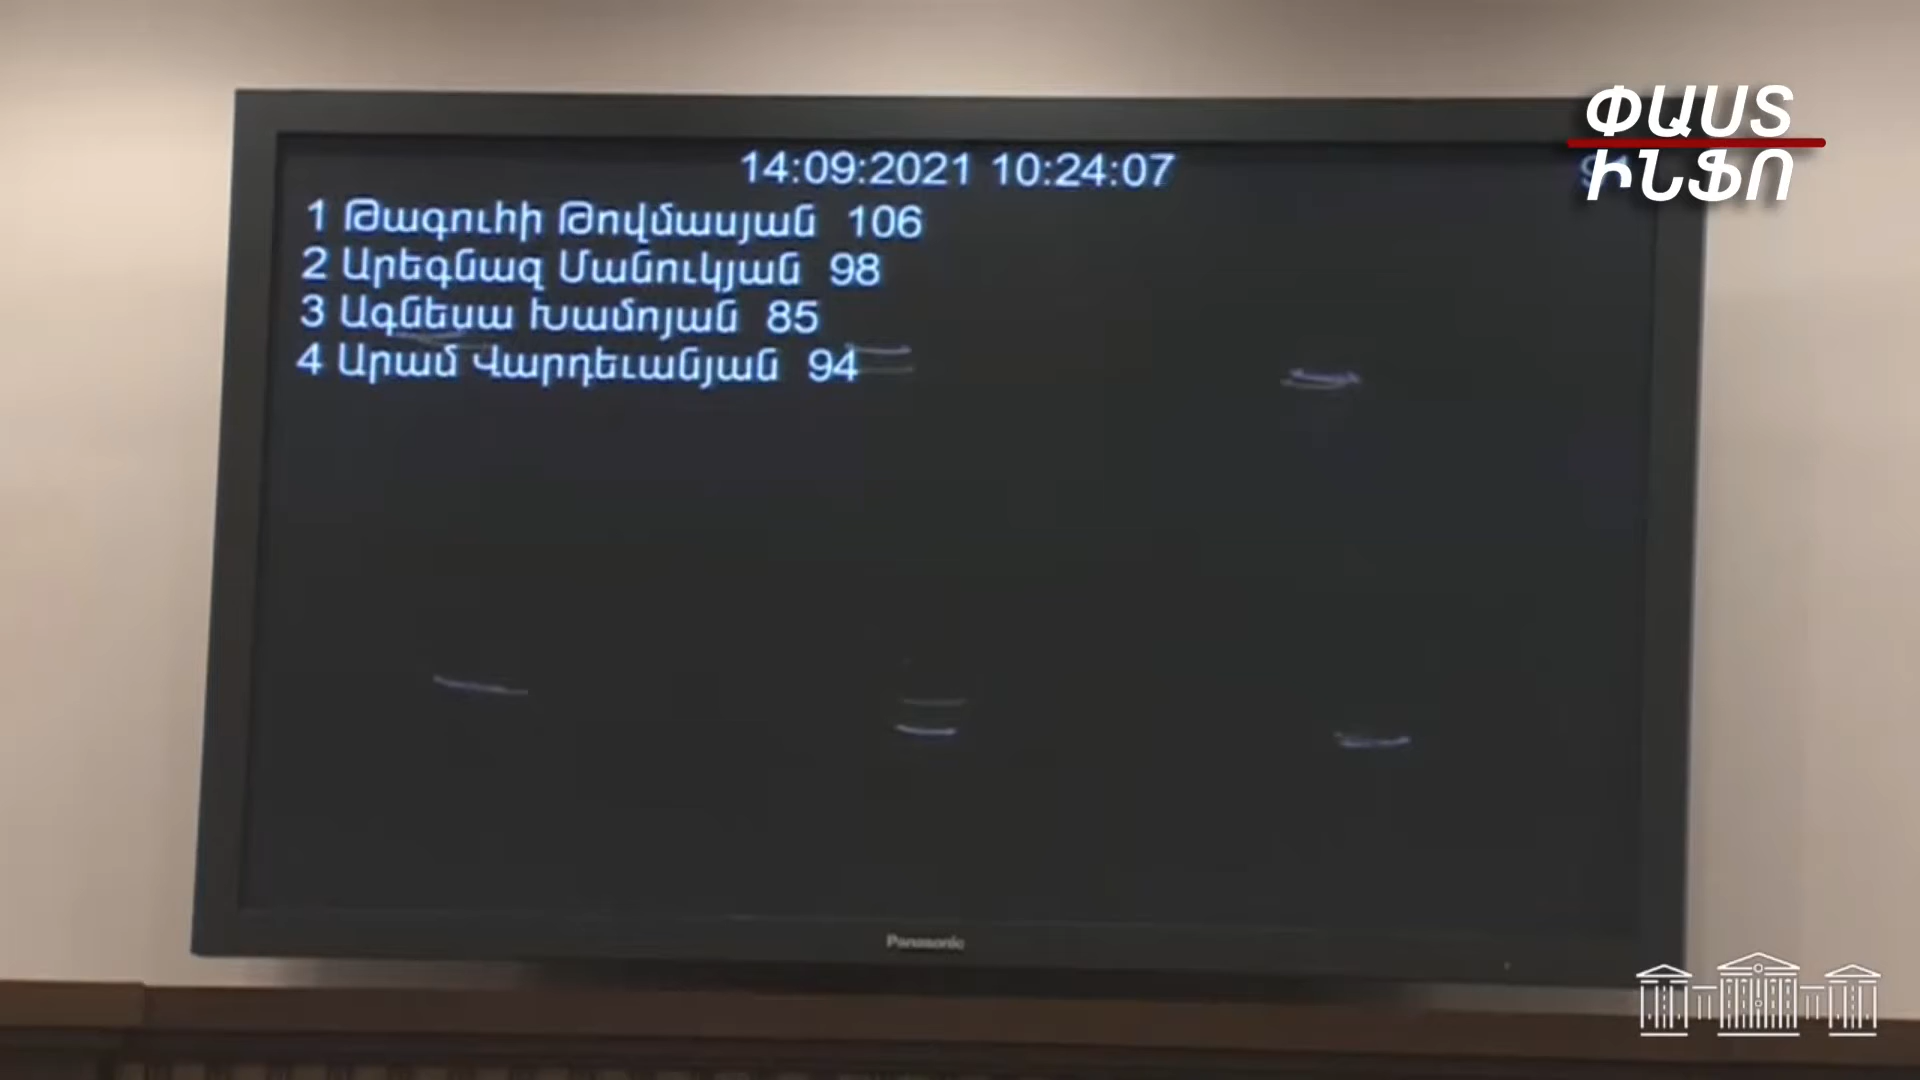 14:09:2021 10:24:07
1 Թագուհի Թովմասյան 106
2 Արեգնազ Մանուկյան 98
3 Ագնեսա Խամոյան 85
4 Արամ Վարդեւանյան 94
ՓԱՍՏ
ԻՆՖՈ
Panasonic